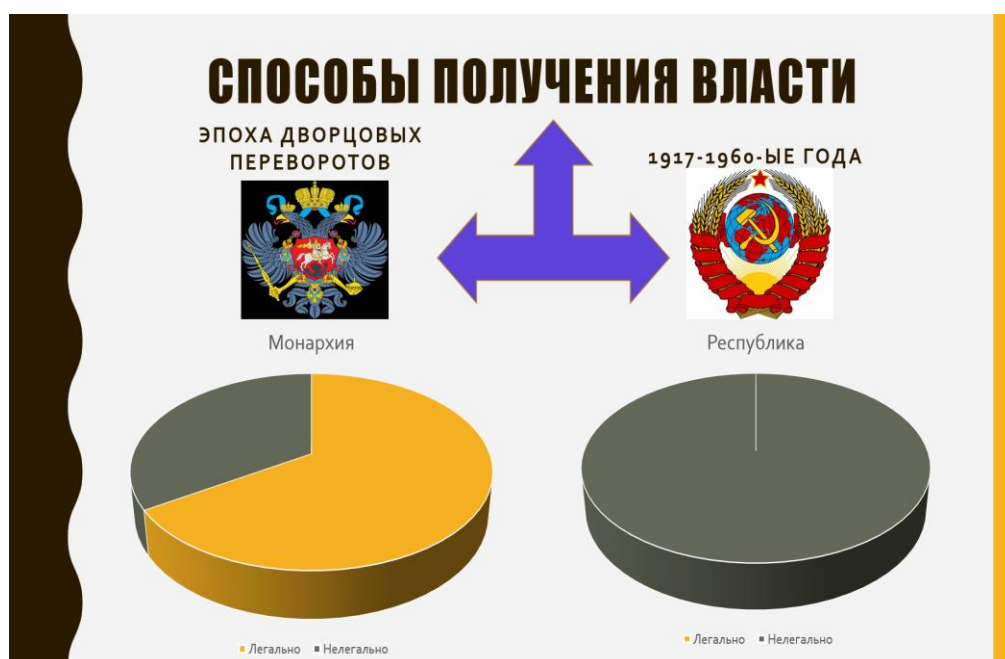 СПОСОБЫ ПОЛУЧЕНИЯ ВЛАСТИ
ЭПОХА ДВОРЦОВЫХ
ПЕРЕВОРОТОВ
1917-1960-ЫЕ ГОДА
Монархия
Республика
Легально Нелегально
Легально Нелегально